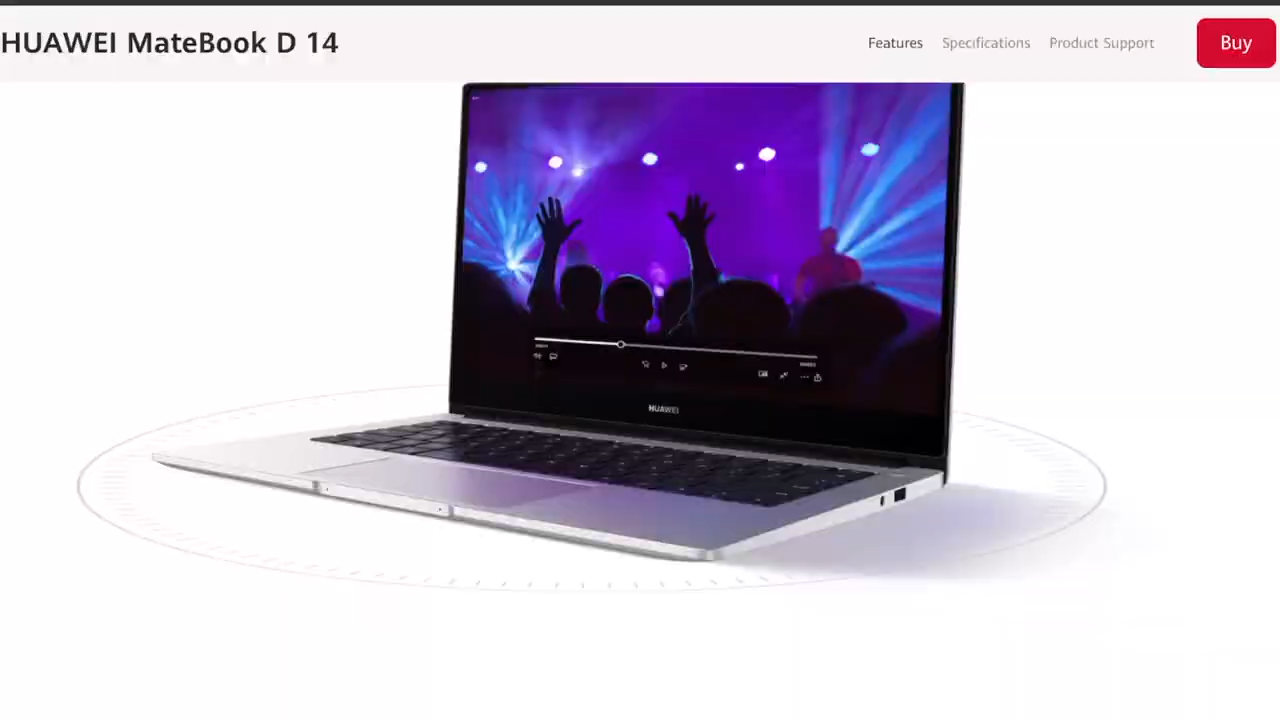 HUAWEI MateBook D 14
Features Specifications Product Support Buy
HUAWEI